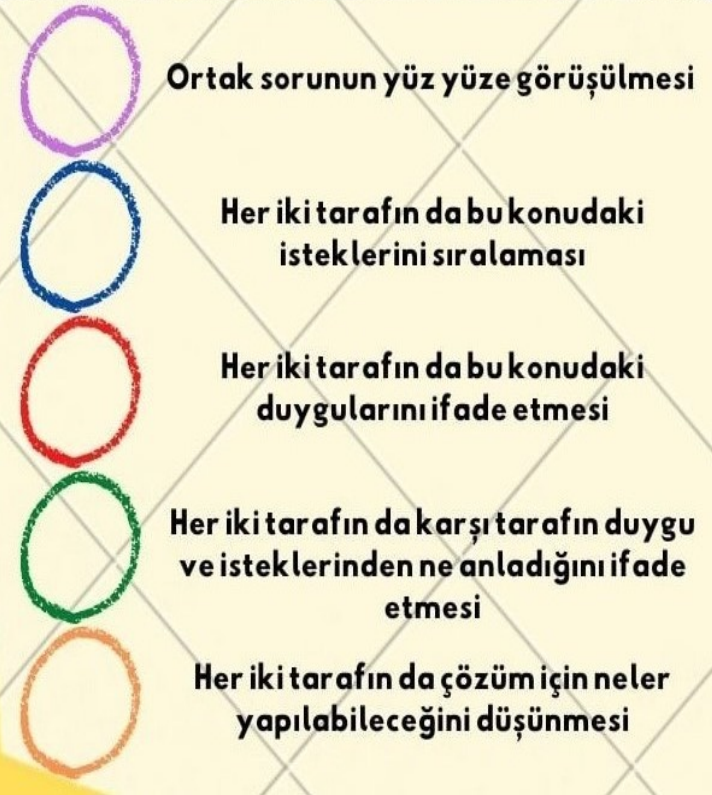 Ortak sorunun yüz yüze görüşülmesi
Her iki tarafın da bu konudaki
isteklerini sıralaması
Her iki tarafın da bu konudaki
duygularını ifade etmesi
Her iki tarafın da karşı tarafın duygu
ve isteklerinden ne anladığını ifade
etmesi
Her iki tarafın da çözüm için neler
yapılabileceğini düşünmesi